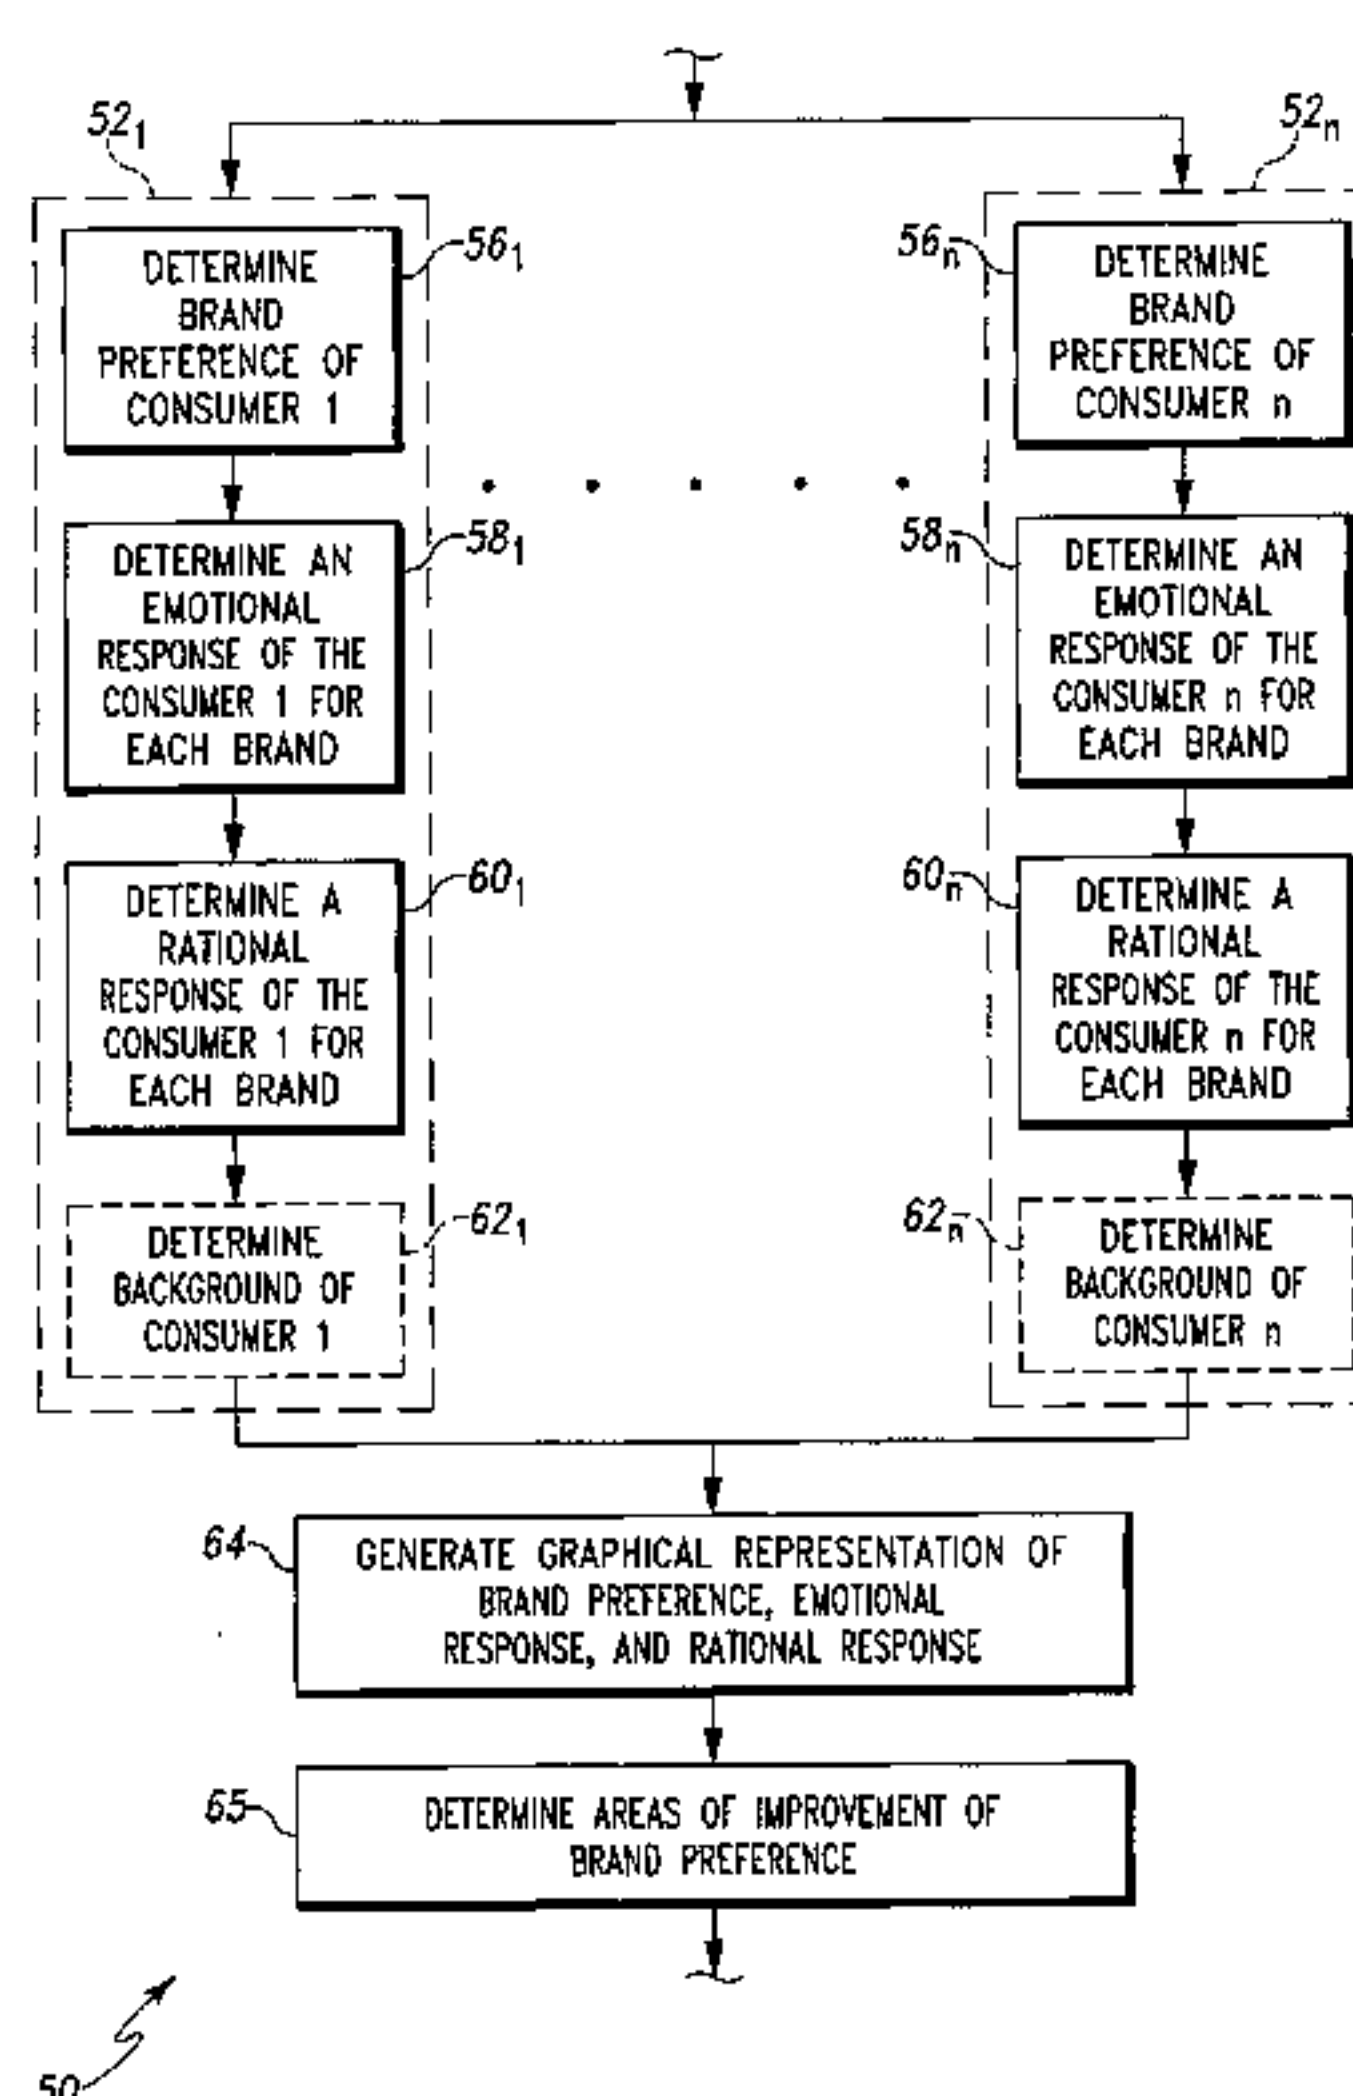 52₁
52ₙ
56₁
DETERMINE
BRAND
PREFERENCE OF
CONSUMER 1
56ₙ
DETERMINE
BRAND
PREFERENCE OF
CONSUMER n
58₁
DETERMINE AN
EMOTIONAL
RESPONSE OF THE
CONSUMER 1 FOR
EACH BRAND
58ₙ
DETERMINE AN
EMOTIONAL
RESPONSE OF THE
CONSUMER n FOR
EACH BRAND
60₁
DETERMINE A
RATIONAL
RESPONSE OF THE
CONSUMER 1 FOR
EACH BRAND
60ₙ
DETERMINE A
RATIONAL
RESPONSE OF THE
CONSUMER n FOR
EACH BRAND
62₁
DETERMINE
BACKGROUND OF
CONSUMER 1
62ₙ
DETERMINE
BACKGROUND OF
CONSUMER n
64
GENERATE GRAPHICAL REPRESENTATION OF
BRAND PREFERENCE, EMOTIONAL
RESPONSE, AND RATIONAL RESPONSE
65
DETERMINE AREAS OF IMPROVEMENT OF
BRAND PREFERENCE
50